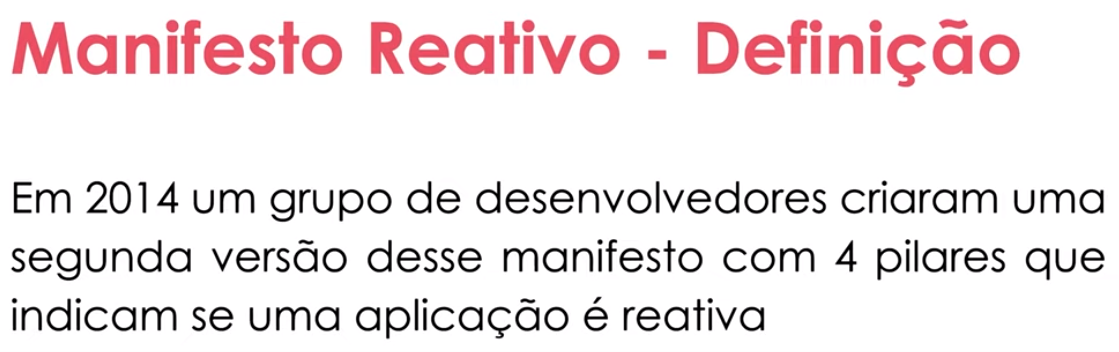 Manifesto Reativo - Definição
Em 2014 um grupo de desenvolvedores criaram uma
segunda versão desse manifesto com 4 pilares que
indicam se uma aplicação é reativa